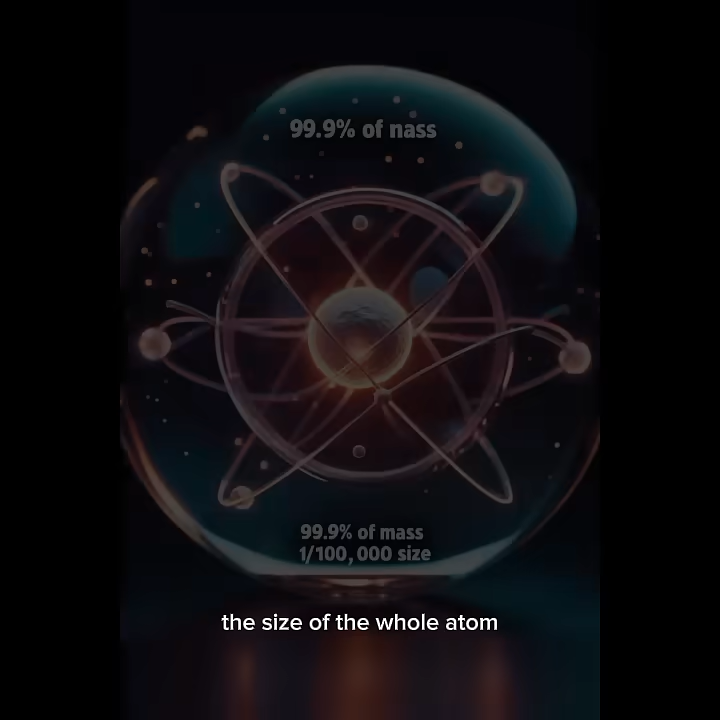 99.9% of nass
99.9% of mass
1/100,000 size
the size of the whole atom